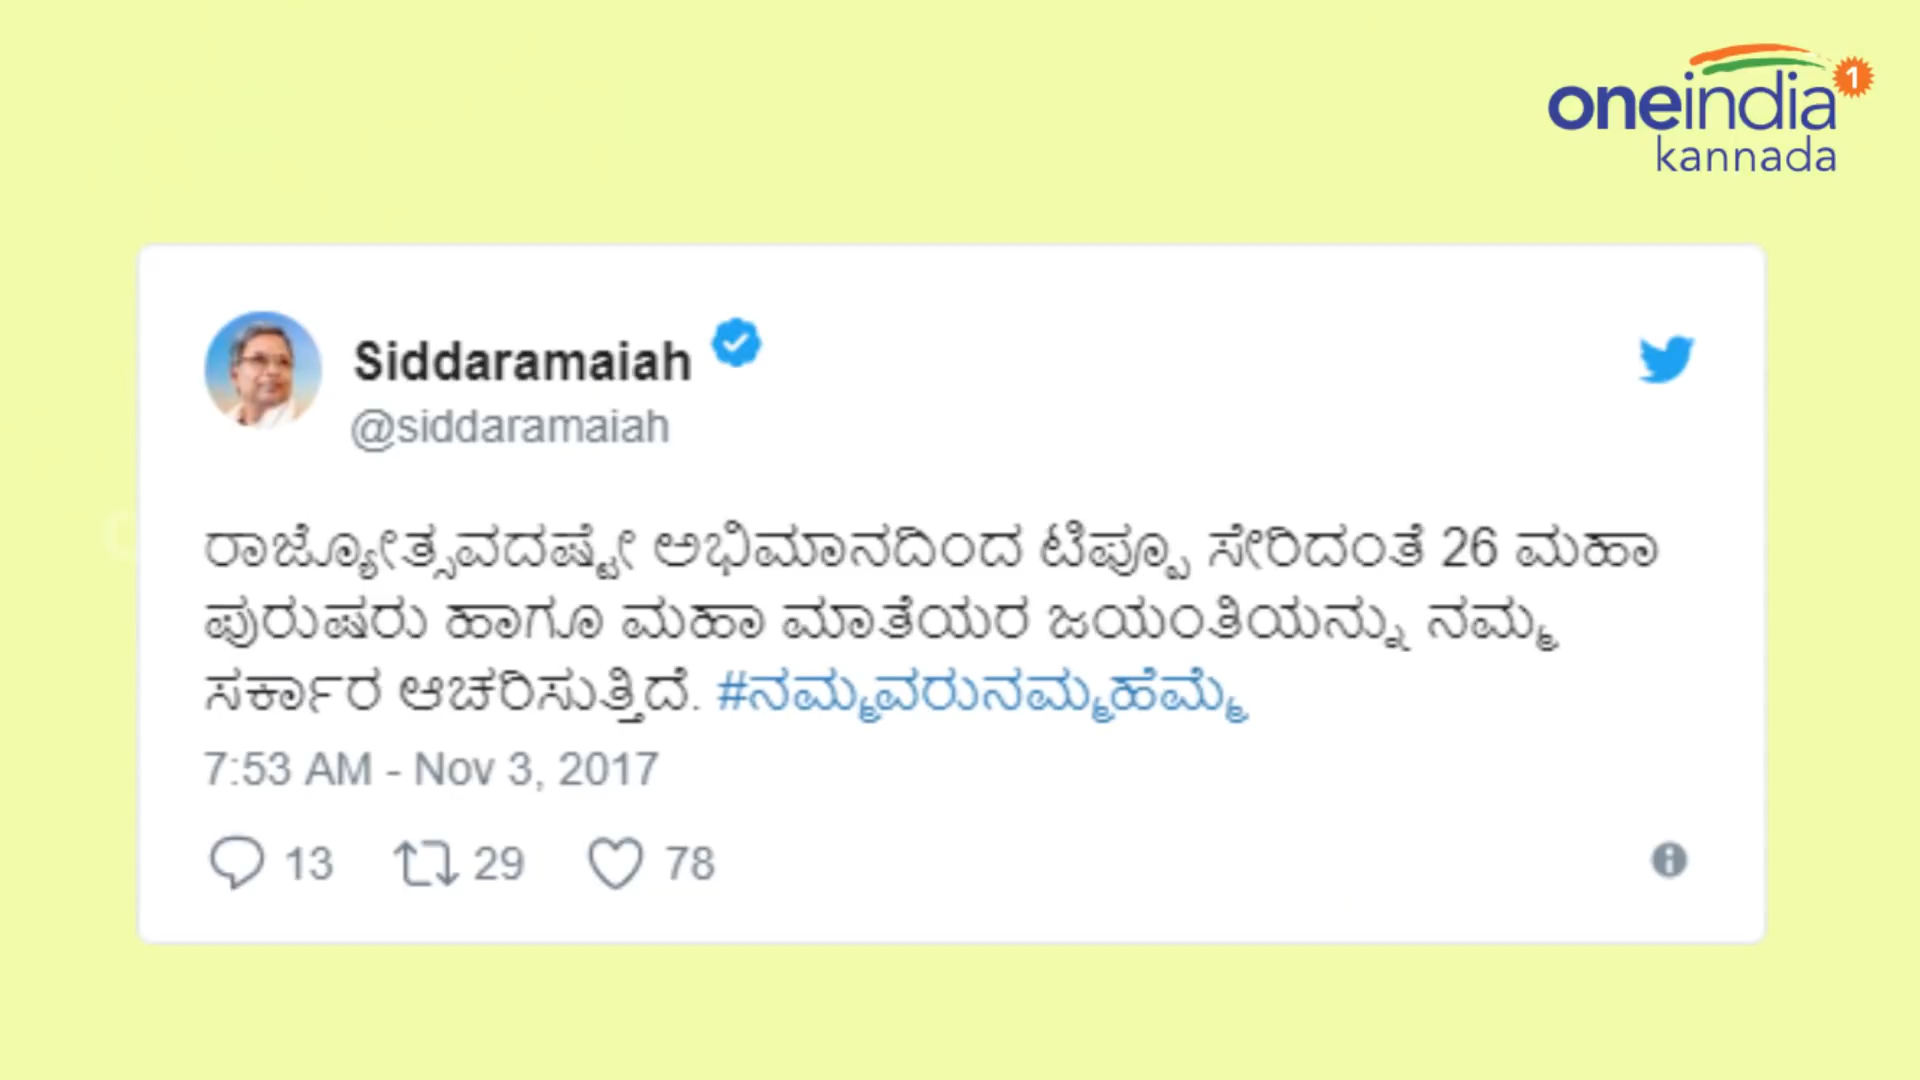 oneindia 1
kannada
Siddaramaiah
@siddaramaiah
ರಾಜ್ಯೋತ್ಸವದಷ್ಟೇ ಅಭಿಮಾನದಿಂದ ಟಿಪ್ಪೂ ಸೇರಿದಂತೆ 26 ಮಹಾ
ಪುರುಷರು ಹಾಗೂ ಮಹಾ ಮಾತೆಯರ ಜಯಂತಿಯನ್ನು ನಮ್ಮ
ಸರ್ಕಾರ ಆಚರಿಸುತ್ತಿದೆ. #ನಮ್ಮವರುನಮ್ಮಹೆಮ್ಮೆ
7:53 AM - Nov 3, 2017
13 29 78